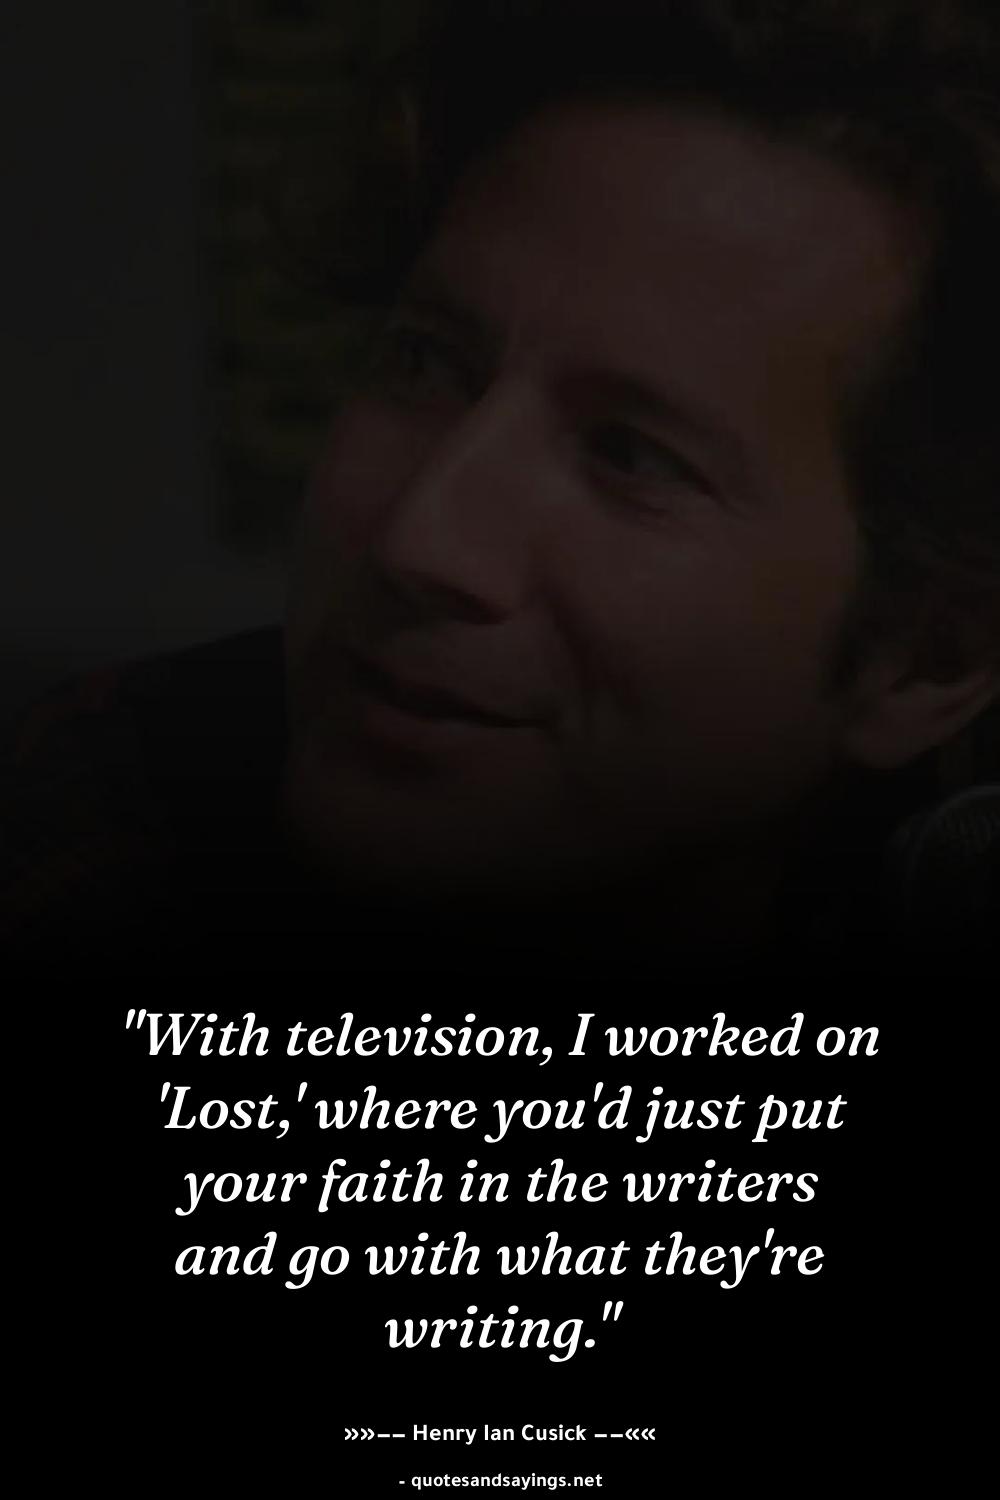 "With television, I worked on
'Lost,' where you'd just put
your faith in the writers
and go with what they're
writing."
»»–– Henry Ian Cusick ––««
- quotesandsayings.net